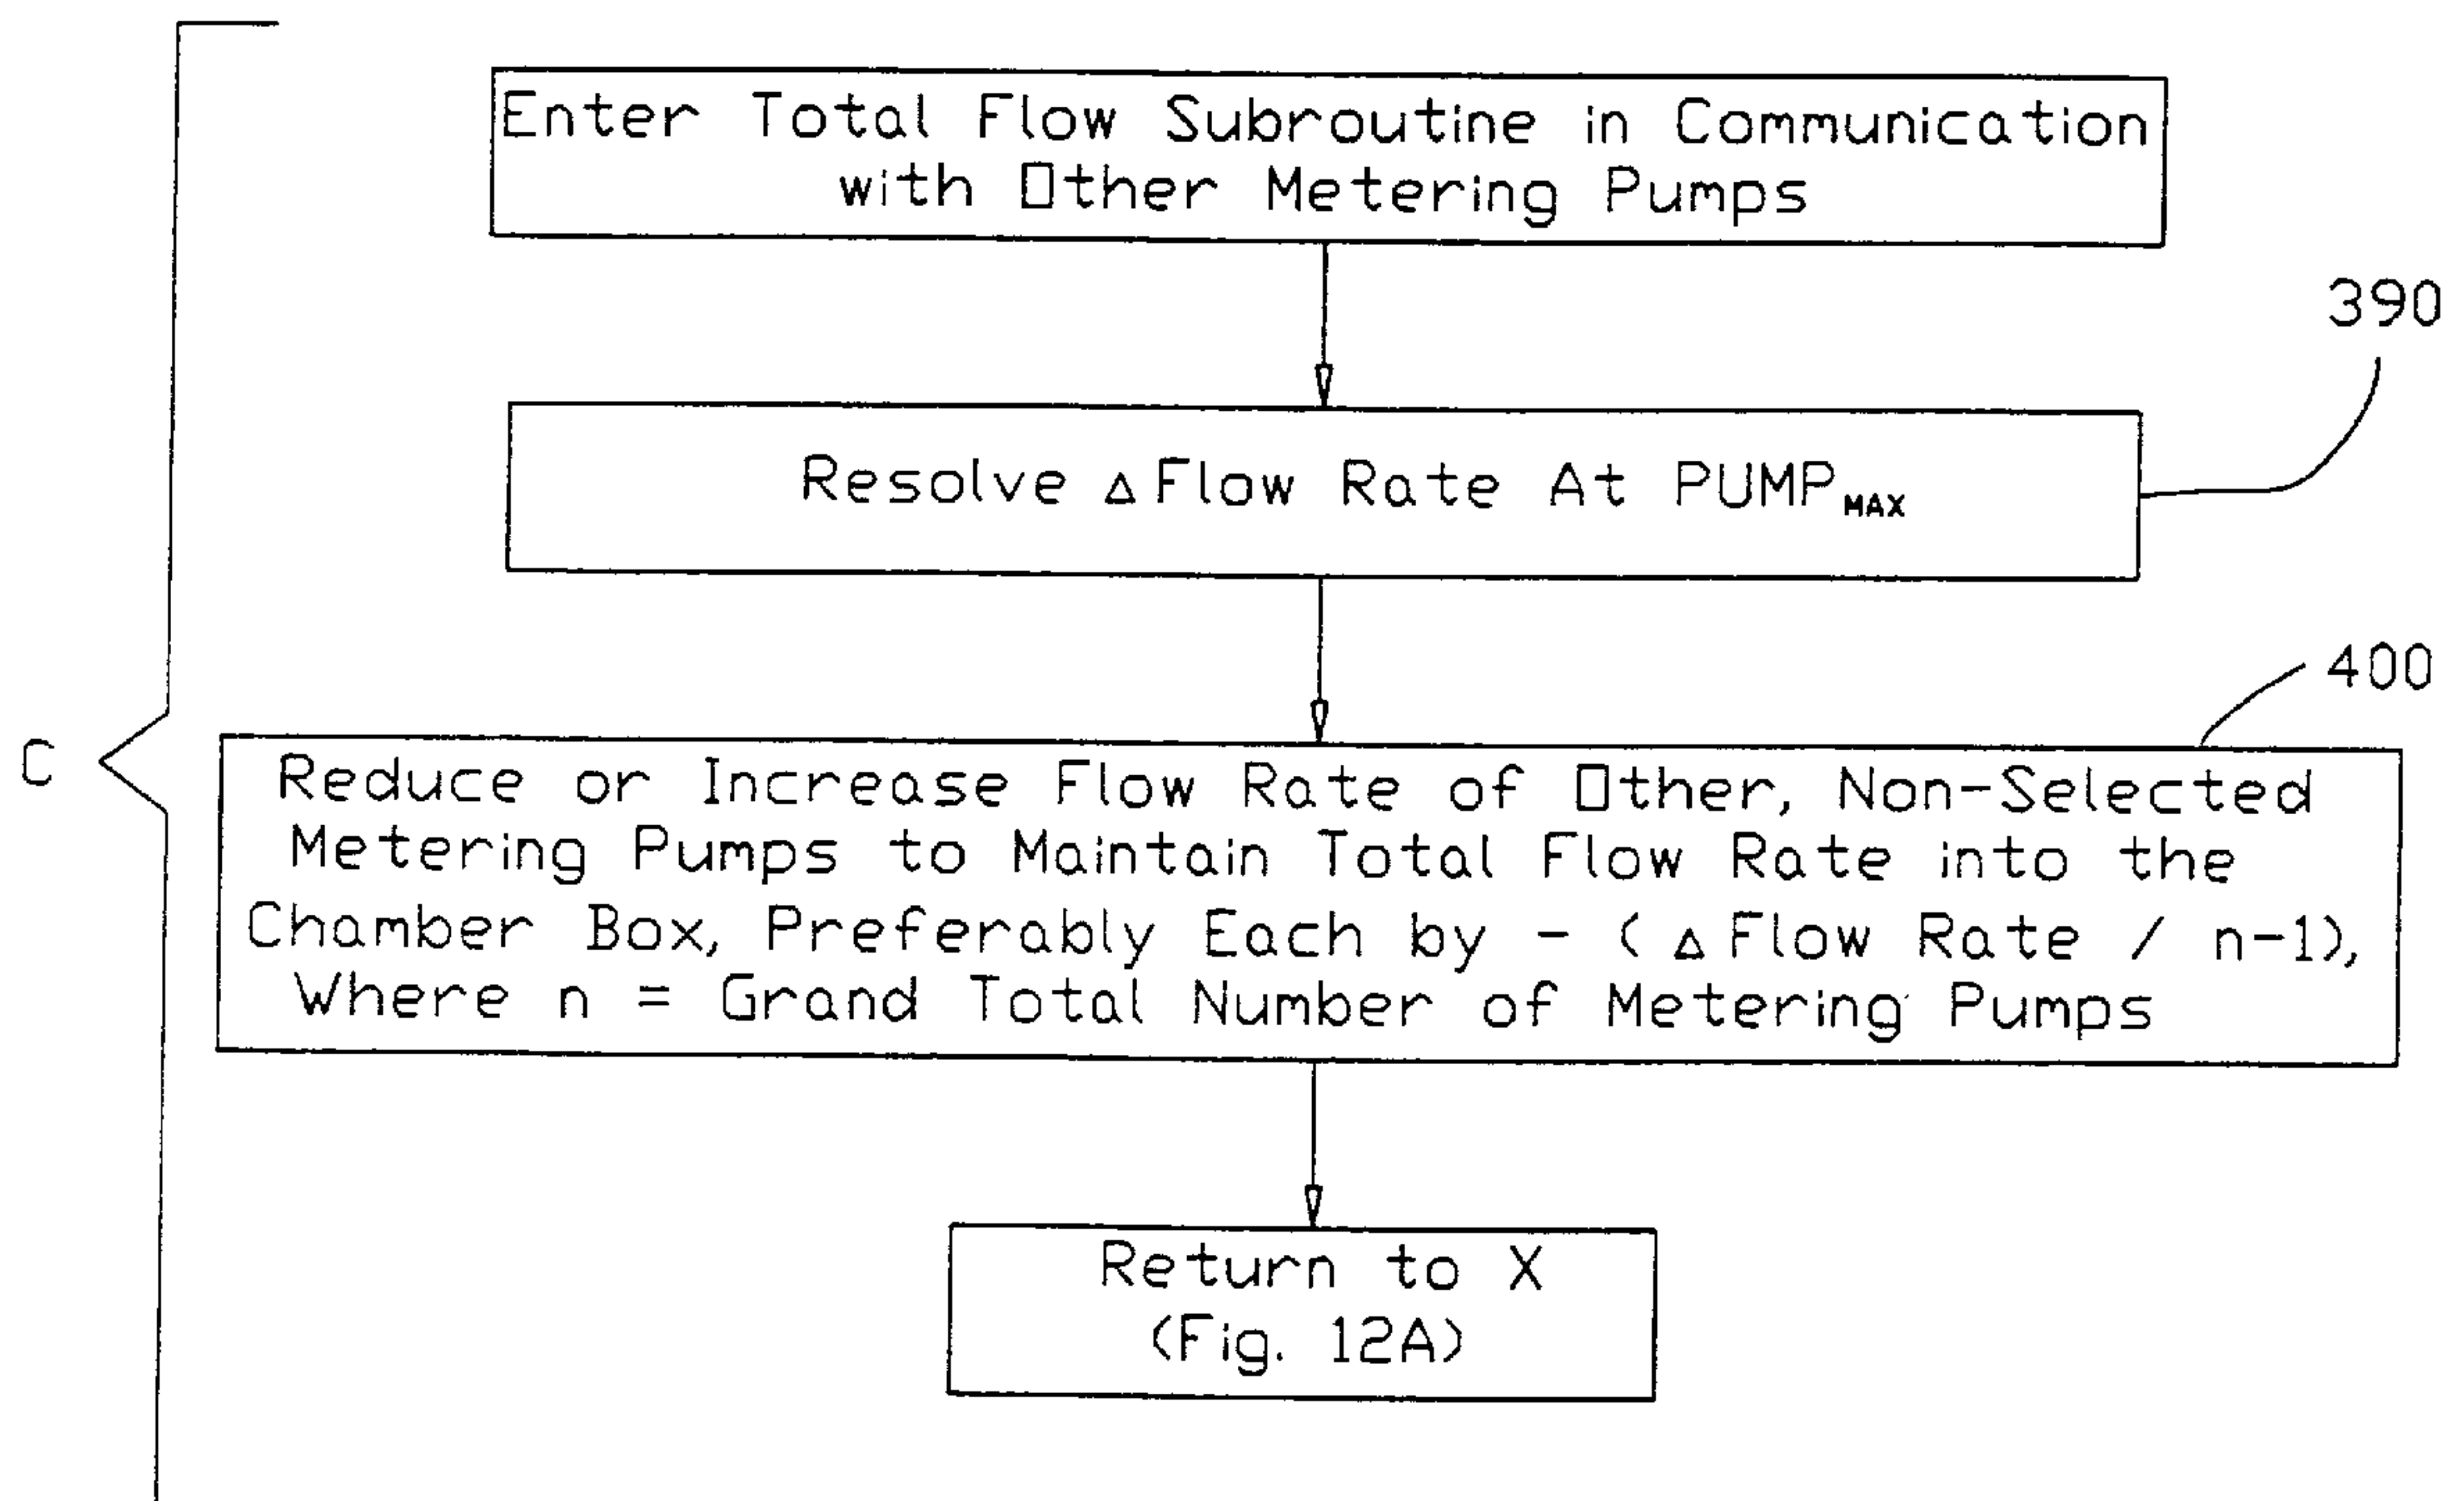 Enter Total Flow Subroutine in Communication
with Other Metering Pumps
390
Resolve ΔFlow Rate At PUMPMAX
400
C
Reduce or Increase Flow Rate of Other, Non-Selected
Metering Pumps to Maintain Total Flow Rate into the
Chamber Box, Preferably Each by - (Δ Flow Rate / n-1),
Where n = Grand Total Number of Metering Pumps
Return to X
(Fig. 12A)